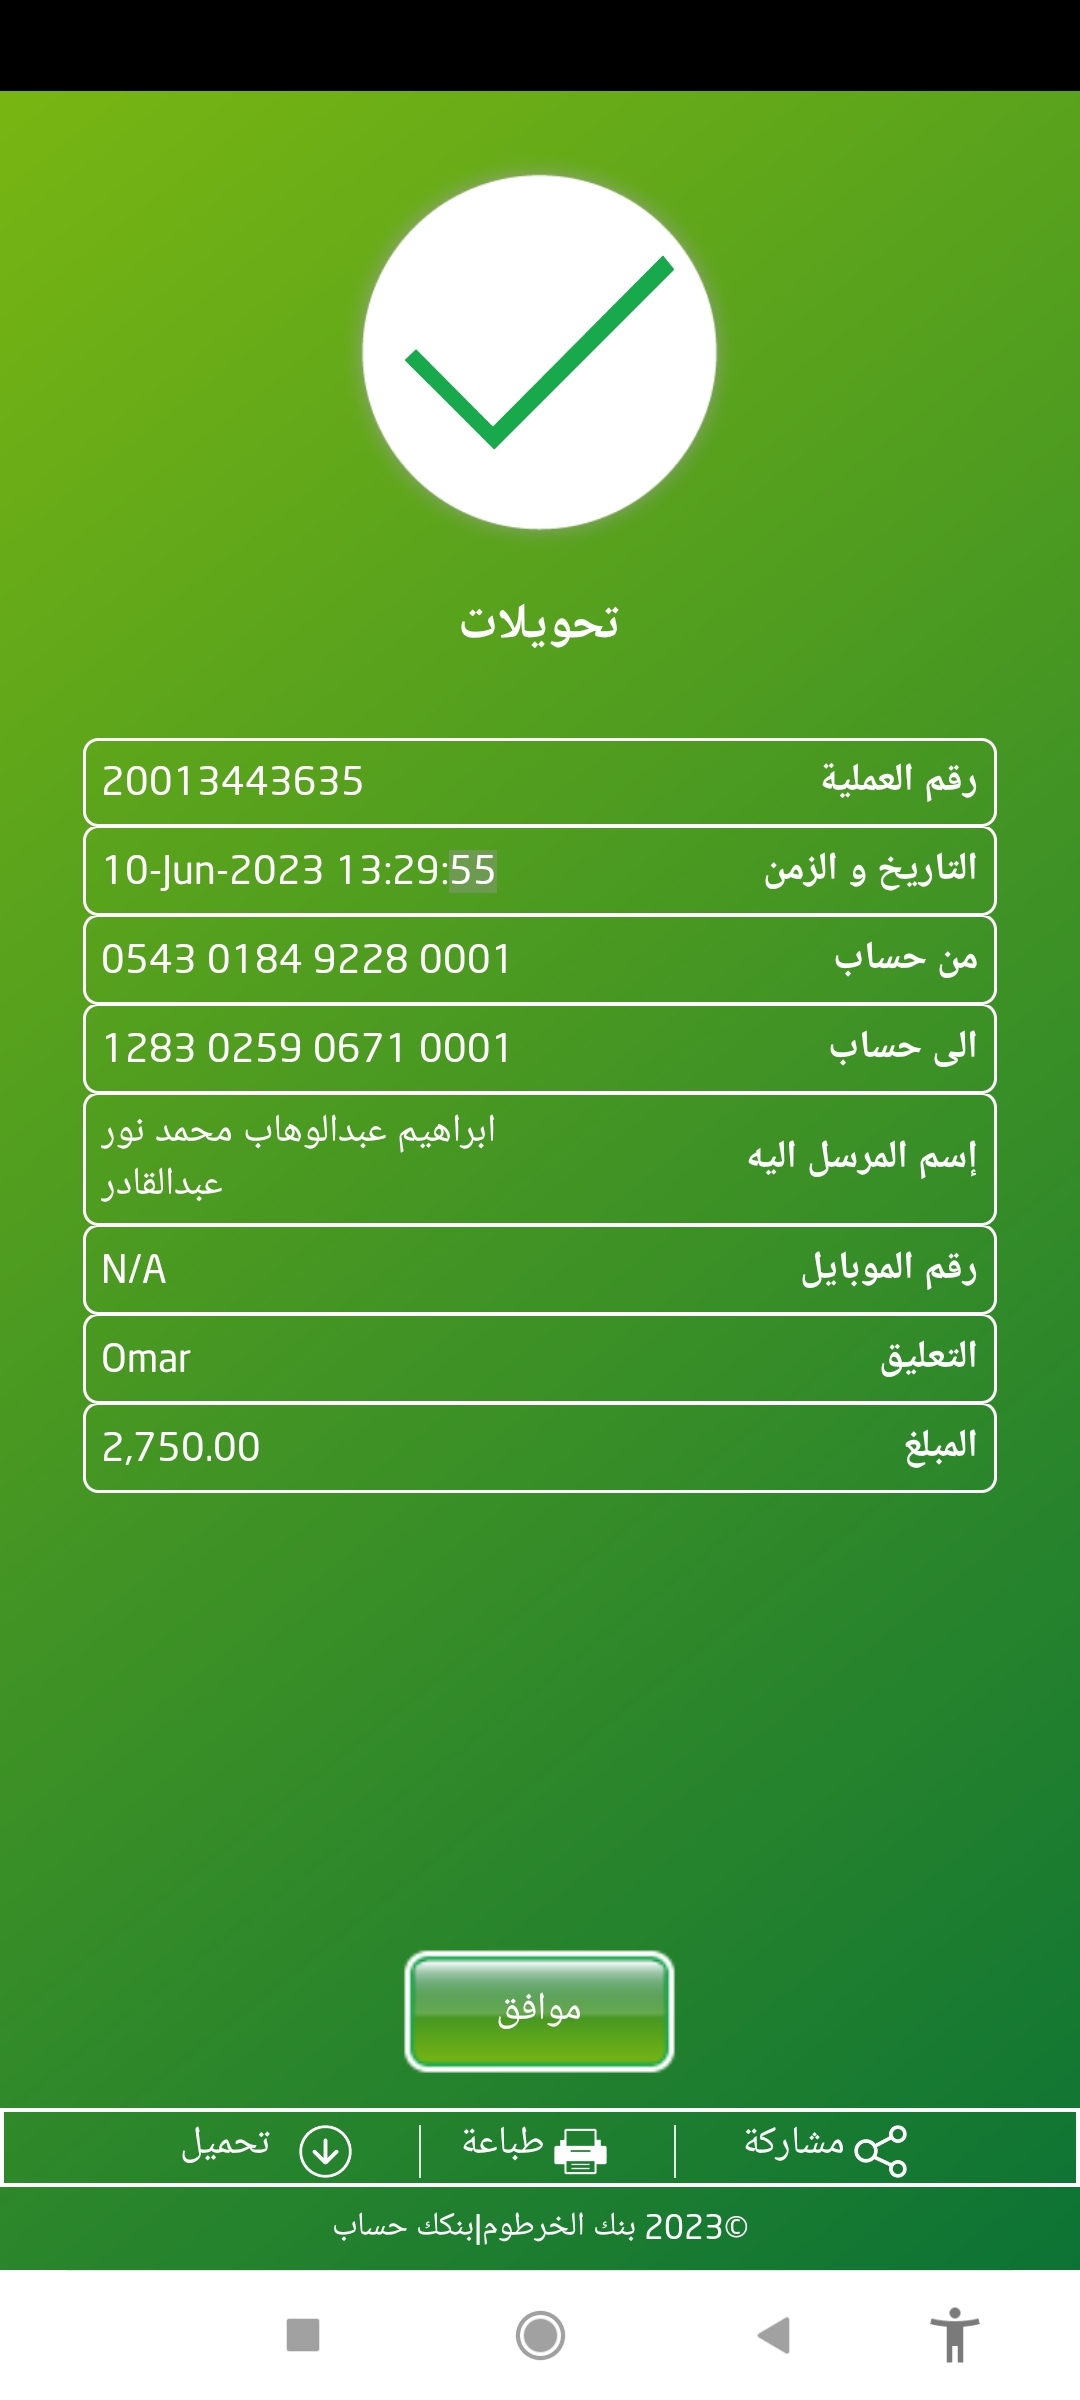 تحويلات
رقم العملية 20013443635
التاريخ و الزمن 10-Jun-2023 13:29:55
من حساب 0543 0184 9228 0001
الى حساب 1283 0259 0671 0001
إسم المرسل اليه ابراهيم عبدالوهاب محمد نور
عبدالقادر
رقم الموبايل N/A
التعليق Omar
المبلغ 2,750.00
موافق
مشاركة طباعة تحميل
©2023 بنك الخرطوم|بنكك حساب